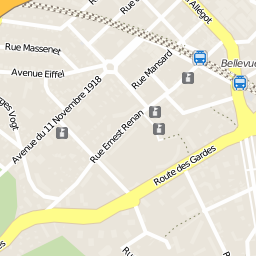 Allégot
Rue Massenet
Bellevue
Avenue Eiffel
Rue Mansard
Avenue du 11 Novembre 1918
Rue Ernest Renan
Vogt
Route des Gardes